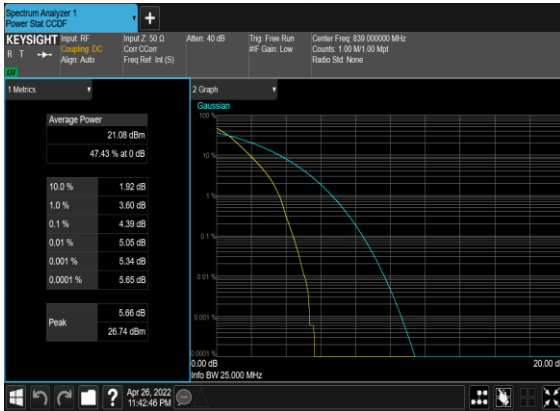 Spectrum Analyzer 1
Power Stat CCDF
+
KEYSIGHT
R T
Input: RF
Coupling: DC
Align: Auto
Input Z: 50 Ω
Corr CCorr
Freq Ref: Int (S)
Atten: 40 dB
Trig: Free Run
#IF Gain: Low
Center Freq: 839.000000 MHz
Counts: 1.00 M/1.00 Mpt
Radio Std: None
1 Metrics
Average Power
21.08 dBm
47.43 % at 0 dB
10.0 % 1.92 dB
1.0 % 3.60 dB
0.1 % 4.39 dB
0.01 % 5.05 dB
0.001 % 5.34 dB
0.0001 % 5.65 dB
Peak
5.66 dB
26.74 dBm
2 Graph
Gaussian
100 %
10 %
1 %
0.1 %
0.01 %
0.001 %
0.0001 %
0.00 dB
20.00 d
Info BW 25.000 MHz
?
Apr 26, 2022
11:42:46 PM